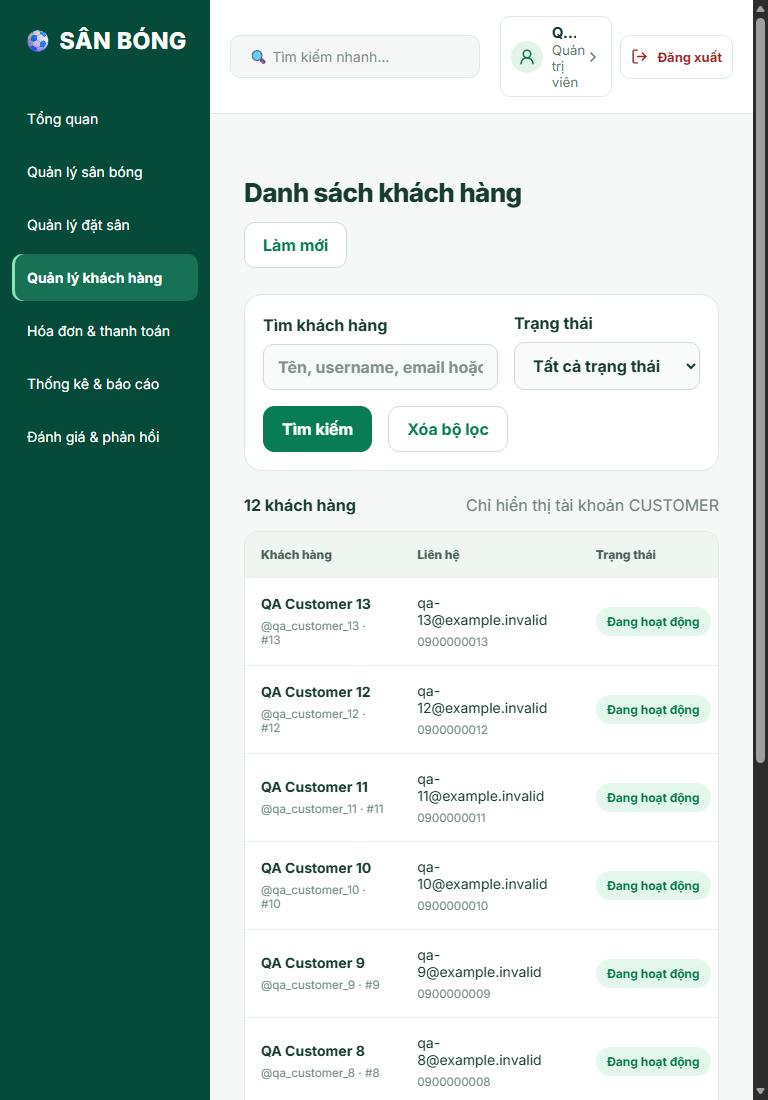 SÂN BÓNG
Tổng quan
Quản lý sân bóng
Quản lý đặt sân
Quản lý khách hàng
Hóa đơn & thanh toán
Thống kê & báo cáo
Đánh giá & phản hồi
Tìm kiếm nhanh...
Q...
Quản
trị
viên
Đăng xuất
Danh sách khách hàng
Làm mới
Tìm khách hàng
Trạng thái
Tên, username, email hoặc
Tất cả trạng thái
Tìm kiếm
Xóa bộ lọc
12 khách hàng
Chỉ hiển thị tài khoản CUSTOMER
Khách hàng
Liên hệ
Trạng thái
QA Customer 13
@qa_customer_13 ·
#13
qa-
13@example.invalid
0900000013
Đang hoạt động
QA Customer 12
@qa_customer_12 ·
#12
qa-
12@example.invalid
0900000012
Đang hoạt động
QA Customer 11
@qa_customer_11 · #11
qa-
11@example.invalid
0900000011
Đang hoạt động
QA Customer 10
@qa_customer_10 ·
#10
qa-
10@example.invalid
0900000010
Đang hoạt động
QA Customer 9
@qa_customer_9 · #9
qa-
9@example.invalid
0900000009
Đang hoạt động
QA Customer 8
@qa_customer_8 · #8
qa-
8@example.invalid
0900000008
Đang hoạt động